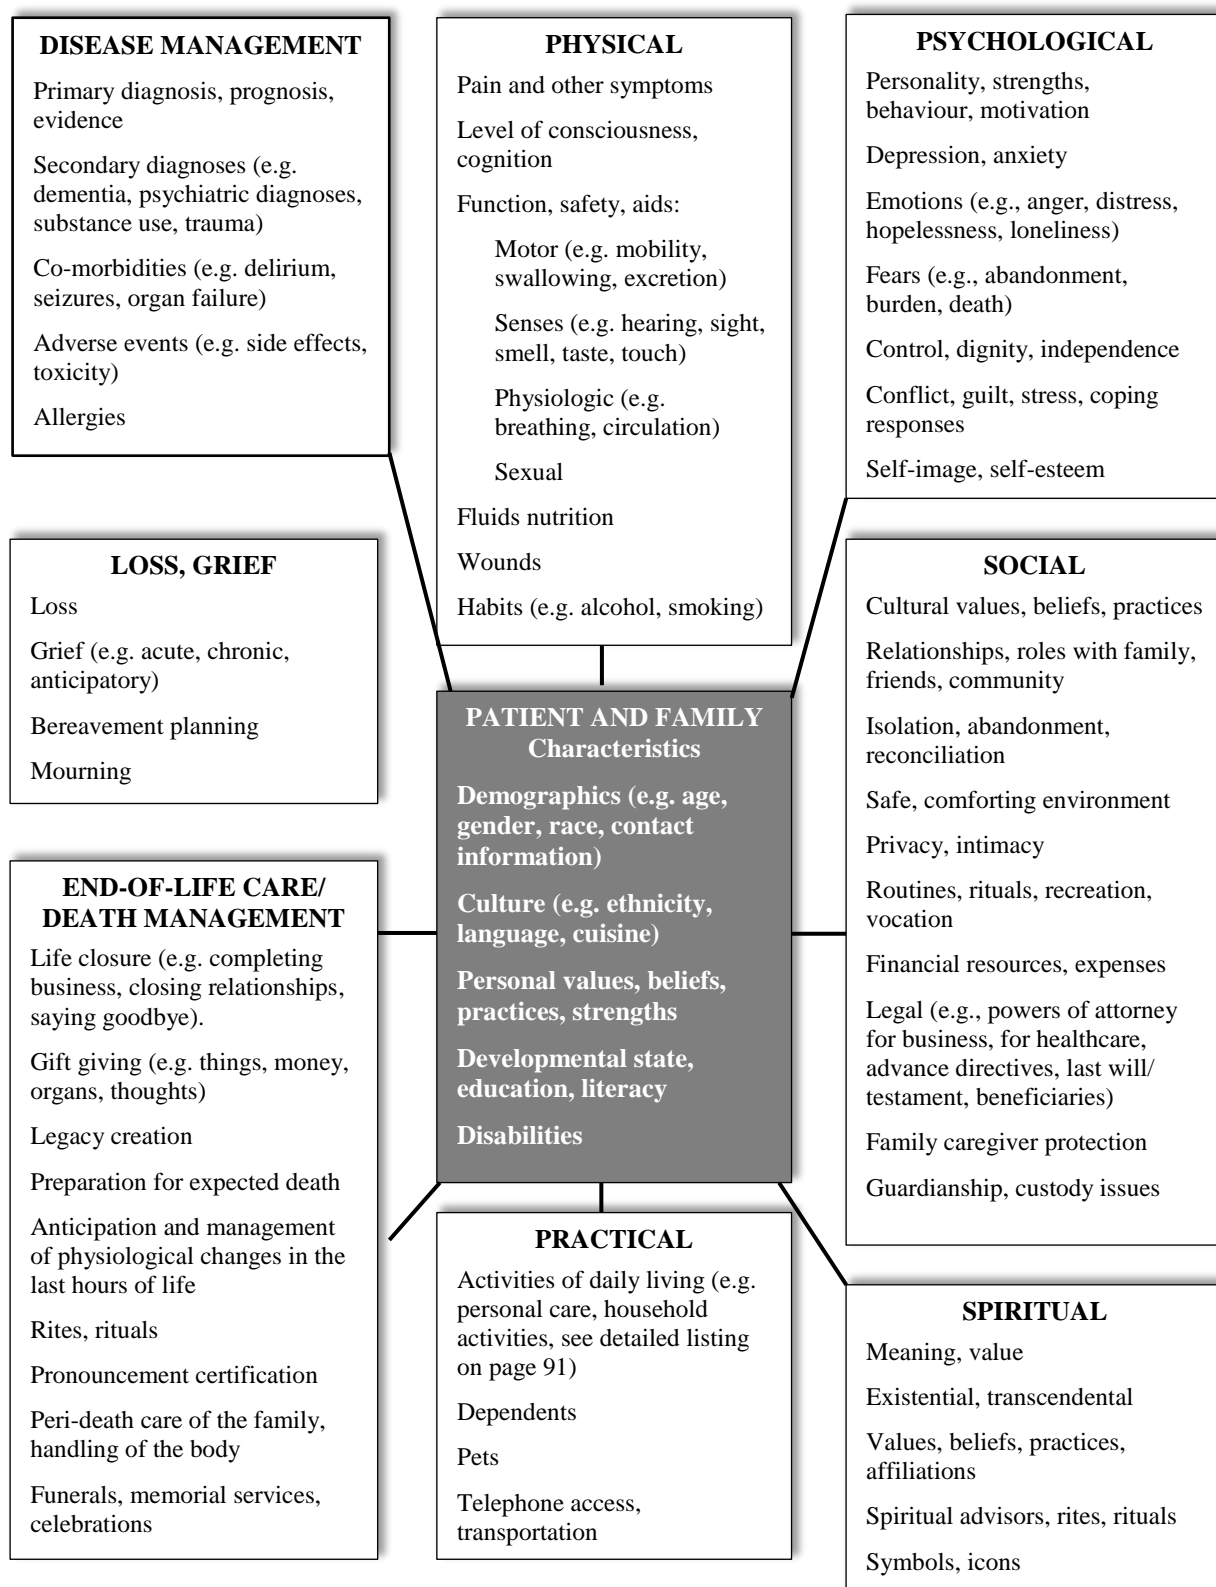 DISEASE MANAGEMENT
Primary diagnosis, prognosis,
evidence
Secondary diagnoses (e.g.
dementia, psychiatric diagnoses,
substance use, trauma)
Co-morbidities (e.g. delirium,
seizures, organ failure)
Adverse events (e.g. side effects,
toxicity)
Allergies
PHYSICAL
Pain and other symptoms
Level of consciousness,
cognition
Function, safety, aids:
Motor (e.g. mobility,
swallowing, excretion)
Senses (e.g. hearing, sight,
smell, taste, touch)
Physiologic (e.g.
breathing, circulation)
Sexual
Fluids nutrition
Wounds
Habits (e.g. alcohol, smoking)
PSYCHOLOGICAL
Personality, strengths,
behaviour, motivation
Depression, anxiety
Emotions (e.g., anger, distress,
hopelessness, loneliness)
Fears (e.g., abandonment,
burden, death)
Control, dignity, independence
Conflict, guilt, stress, coping
responses
Self-image, self-esteem
LOSS, GRIEF
Loss
Grief (e.g. acute, chronic,
anticipatory)
Bereavement planning
Mourning
PATIENT AND FAMILY
Characteristics
Demographics (e.g. age,
gender, race, contact
information)
Culture (e.g. ethnicity,
language, cuisine)
Personal values, beliefs,
practices, strengths
Developmental state,
education, literacy
Disabilities
SOCIAL
Cultural values, beliefs, practices
Relationships, roles with family,
friends, community
Isolation, abandonment,
reconciliation
Safe, comforting environment
Privacy, intimacy
Routines, rituals, recreation,
vocation
Financial resources, expenses
Legal (e.g., powers of attorney
for business, for healthcare,
advance directives, last will/
testament, beneficiaries)
Family caregiver protection
Guardianship, custody issues
END-OF-LIFE CARE/
DEATH MANAGEMENT
Life closure (e.g. completing
business, closing relationships,
saying goodbye).
Gift giving (e.g. things, money,
organs, thoughts)
Legacy creation
Preparation for expected death
Anticipation and management
of physiological changes in the
last hours of life
Rites, rituals
Pronouncement certification
Peri-death care of the family,
handling of the body
Funerals, memorial services,
celebrations
PRACTICAL
Activities of daily living (e.g.
personal care, household
activities, see detailed listing
on page 91)
Dependents
Pets
Telephone access,
transportation
SPIRITUAL
Meaning, value
Existential, transcendental
Values, beliefs, practices,
affiliations
Spiritual advisors, rites, rituals
Symbols, icons